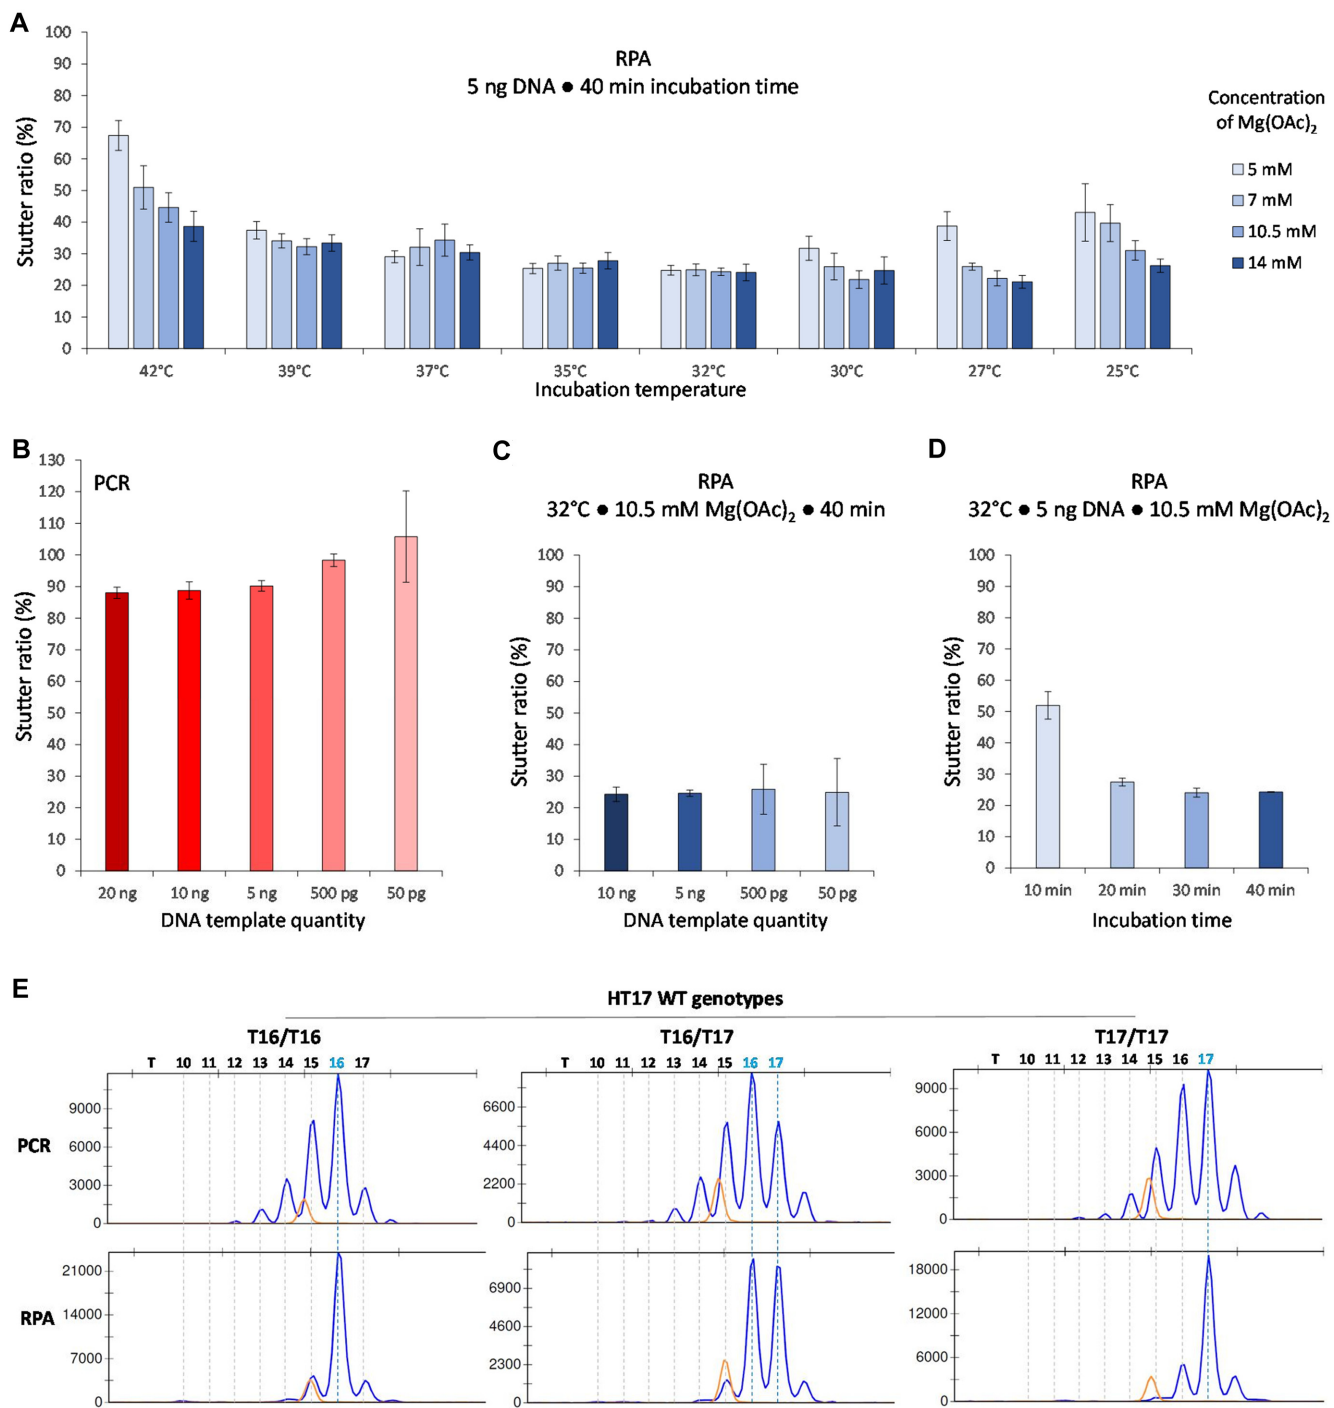 A
RPA
5 ng DNA ● 40 min incubation time
Stutter ratio (%)
100
90
80
70
60
50
40
30
20
10
0
42°C 39°C 37°C 35°C 32°C 30°C 27°C 25°C
Incubation temperature
Concentration
of Mg(OAc)2
5 mM
7 mM
10.5 mM
14 mM
B
PCR
Stutter ratio (%)
130
120
110
100
90
80
70
60
50
40
30
20
10
0
20 ng 10 ng 5 ng 500 pg 50 pg
DNA template quantity
C
RPA
32°C ● 10.5 mM Mg(OAc)2 ● 40 min
Stutter ratio (%)
100
90
80
70
60
50
40
30
20
10
0
10 ng 5 ng 500 pg 50 pg
DNA template quantity
D
RPA
32°C ● 5 ng DNA ● 10.5 mM Mg(OAc)2
Stutter ratio (%)
100
90
80
70
60
50
40
30
20
10
0
10 min 20 min 30 min 40 min
Incubation time
E
HT17 WT genotypes
T16/T16 T16/T17 T17/T17
T 10 11 12 13 14 15 16 17
T 10 11 12 13 14 15 16 17
T 10 11 12 13 14 15 16 17
PCR
9000
6000
3000
0
6600
4400
2200
0
9000
6000
3000
0
RPA
21000
14000
7000
0
6900
4600
2300
0
18000
12000
6000
0